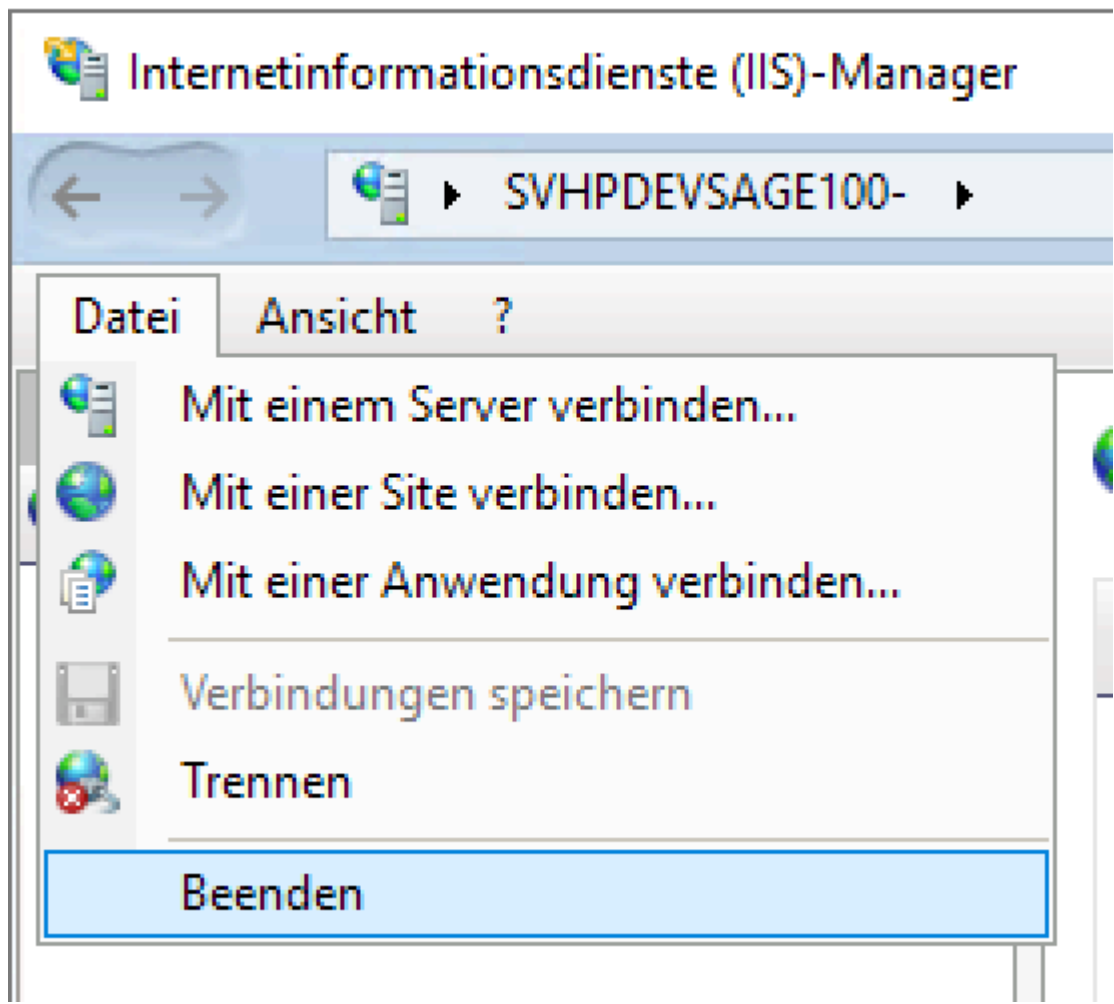 Internetinformationsdienste (IIS)-Manager
SVHPDEVSAGE100-
Datei Ansicht ?
Mit einem Server verbinden...
Mit einer Site verbinden...
Mit einer Anwendung verbinden...
Verbindungen speichern
Trennen
Beenden